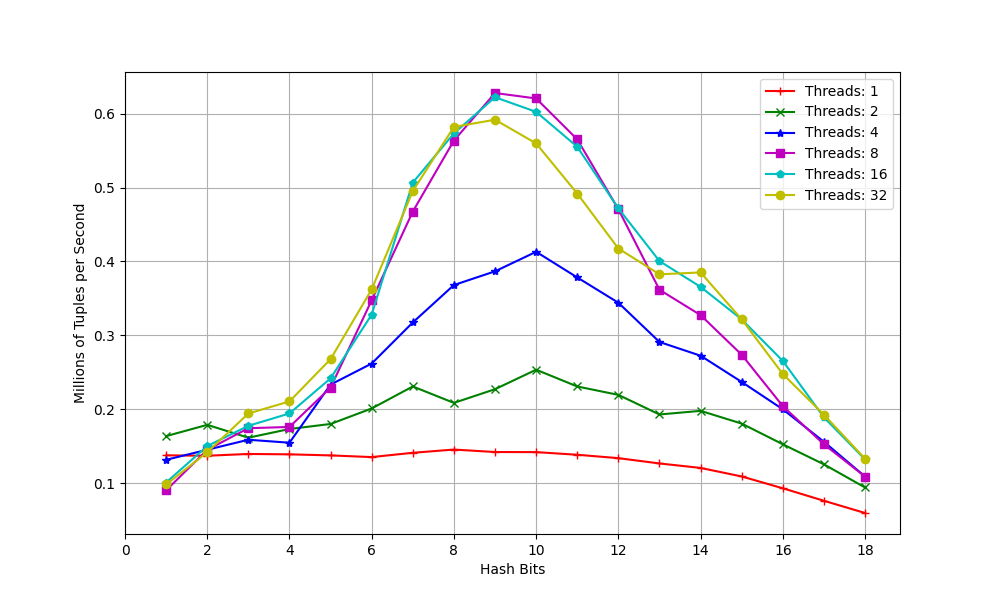 Threads: 1
Threads: 2
Threads: 4
Threads: 8
Threads: 16
Threads: 32
Millions of Tuples per Second
0.6
0.5
0.4
0.3
0.2
0.1
0 2 4 6 8 10 12 14 16 18
Hash Bits